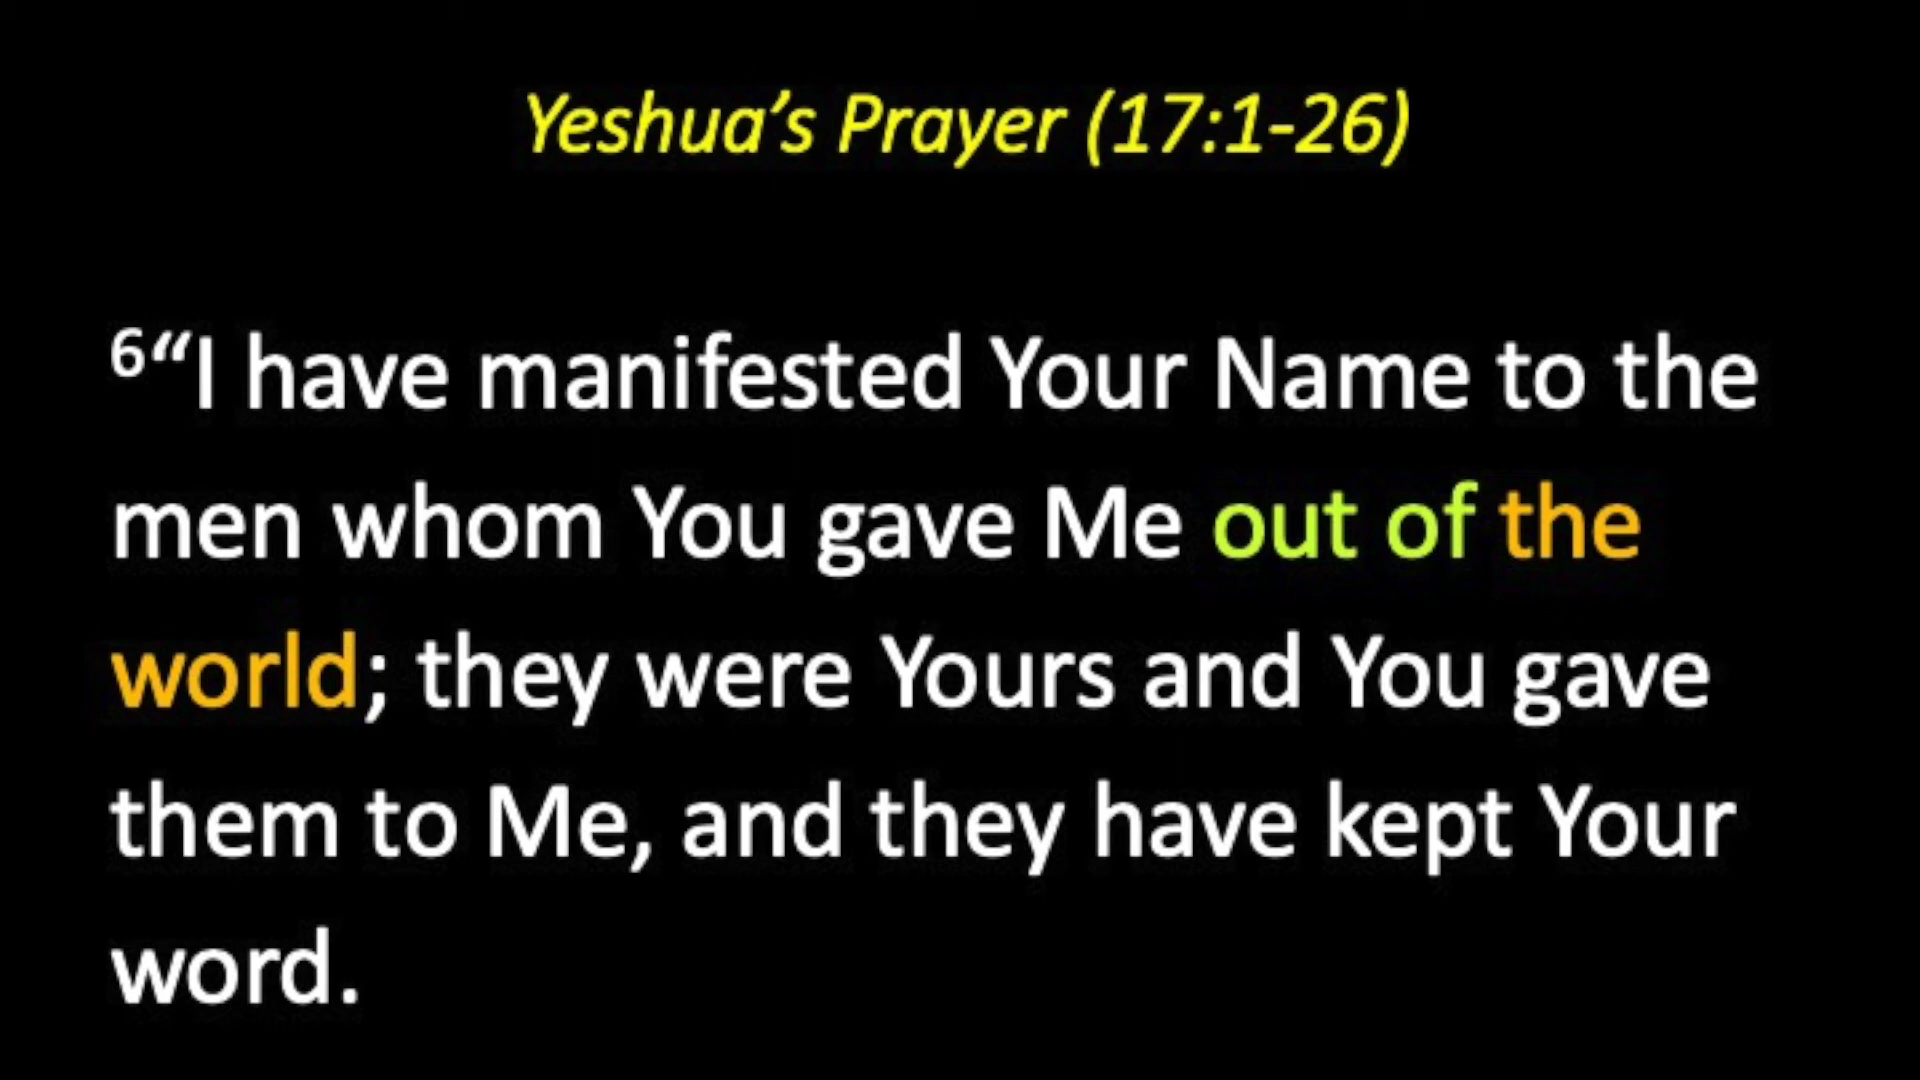 Yeshua’s Prayer (17:1-26)
⁶“I have manifested Your Name to the
men whom You gave Me out of the
world; they were Yours and You gave
them to Me, and they have kept Your
word.